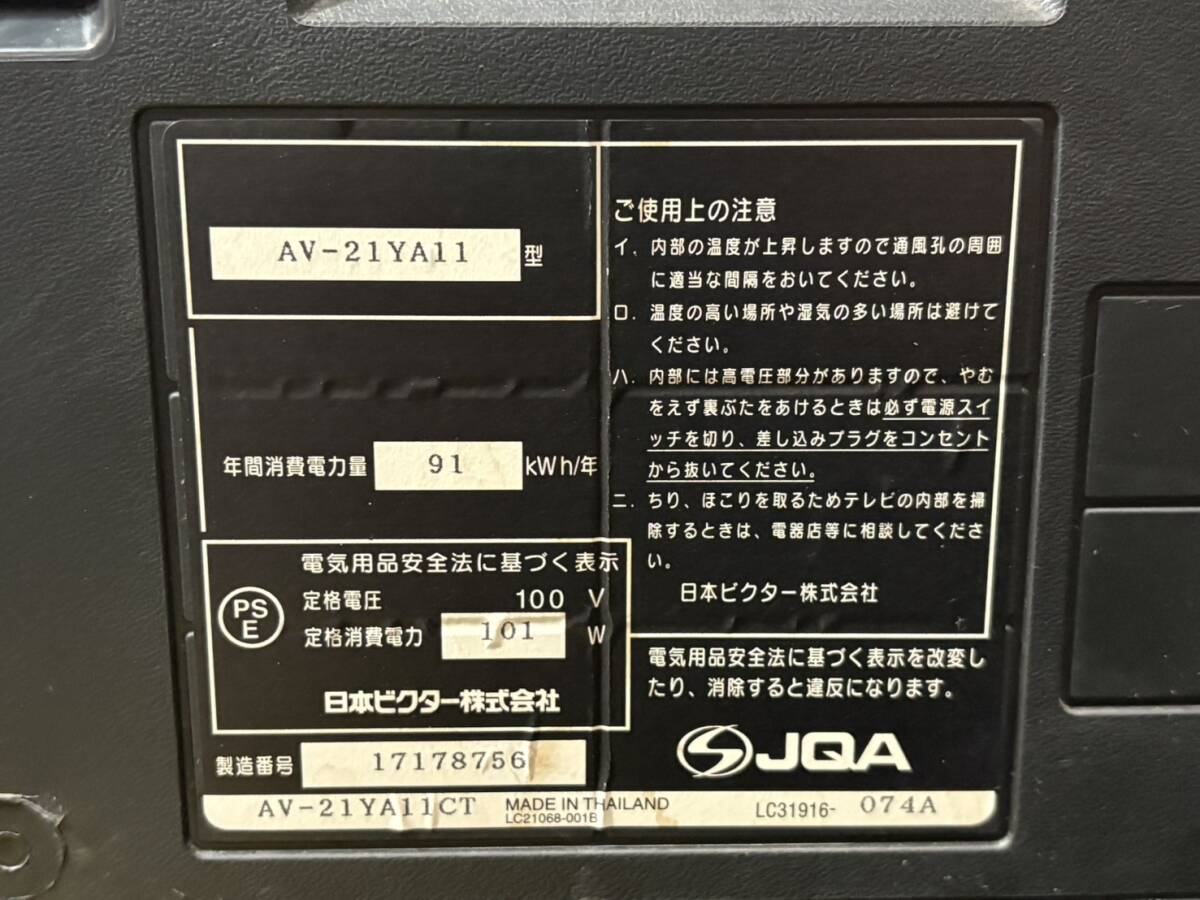 AV-21YA11 型
年間消費電力量 91 kWh/年
電気用品安全法に基づく表示
PS
E
定格電圧 100 V
定格消費電力 101 W
日本ビクター株式会社
製造番号 17178756
ご使用上の注意
イ. 内部の温度が上昇しますので通風孔の周囲
に適当な間隔をおいてください。
ロ. 温度の高い場所や湿気の多い場所は避けて
ください。
ハ. 内部には高電圧部分がありますので、やむ
をえず裏ぶたをあけるときは必ず電源スイ
ッチを切り、差し込みプラグをコンセント
から抜いてください。
ニ. ちり、ほこりを取るためテレビの内部を掃
除するときは、電器店等に相談してくださ
い。
日本ビクター株式会社
電気用品安全法に基づく表示を改変し
たり、消除すると違反になります。
JQA
AV-21YA11CT MADE IN THAILAND LC31916- 074A
LC21068-001B